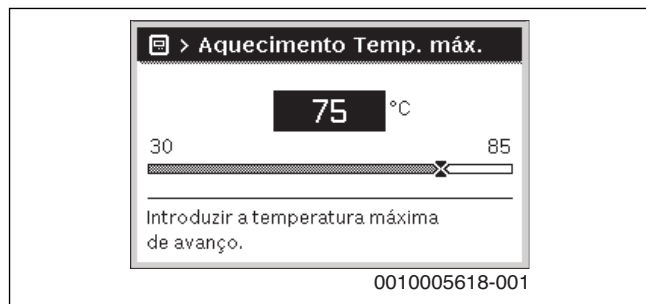 > Aquecimento Temp. máx.
75 °C
30 85
Introduzir a temperatura máxima
de avanço.
0010005618-001